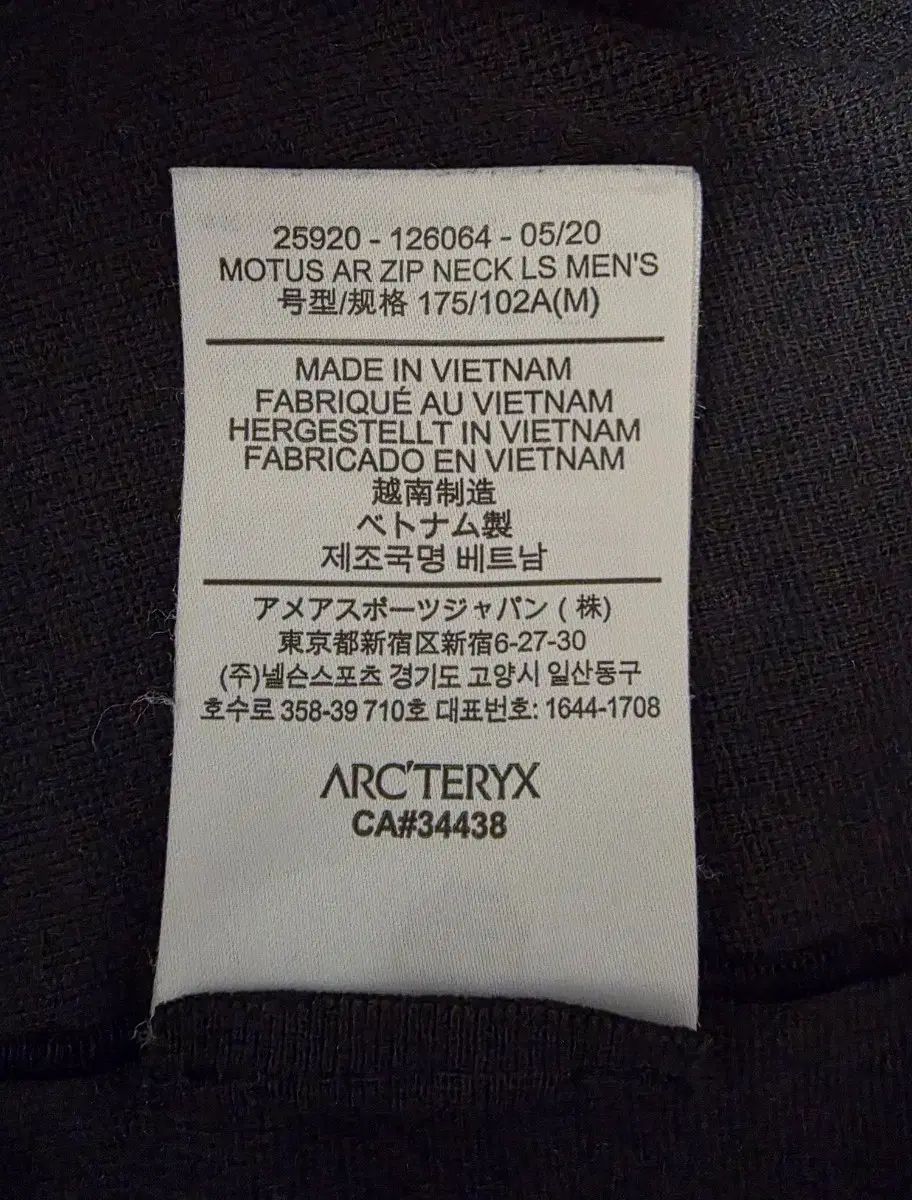 25920 - 126064 - 05/20
MOTUS AR ZIP NECK LS MEN'S
号型/规格 175/102A(M)
MADE IN VIETNAM
FABRIQUÉ AU VIETNAM
HERGESTELLT IN VIETNAM
FABRICADO EN VIETNAM
越南制造
ベトナム製
제조국명 베트남
アメアスポーツジャパン ( 株)
東京都新宿区新宿6-27-30
(주)넬슨스포츠 경기도 고양시 일산동구
호수로 358-39 710호 대표번호: 1644-1708
ARC'TERYX
CA#34438